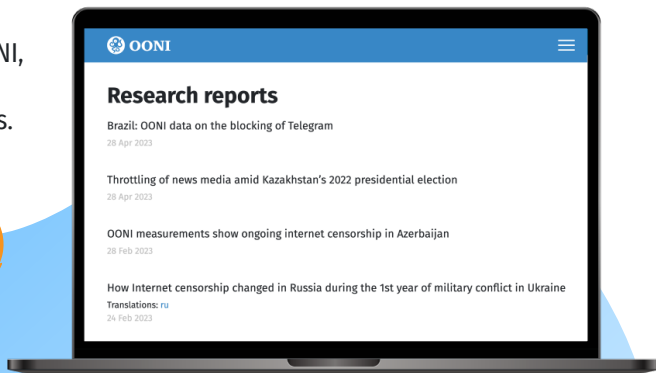 NI,
s.
OONI
Research reports
Brazil: OONI data on the blocking of Telegram
28 Apr 2023
Throttling of news media amid Kazakhstan’s 2022 presidential election
28 Apr 2023
OONI measurements show ongoing internet censorship in Azerbaijan
28 Feb 2023
How Internet censorship changed in Russia during the 1st year of military conflict in Ukraine
Translations: ru
24 Feb 2023